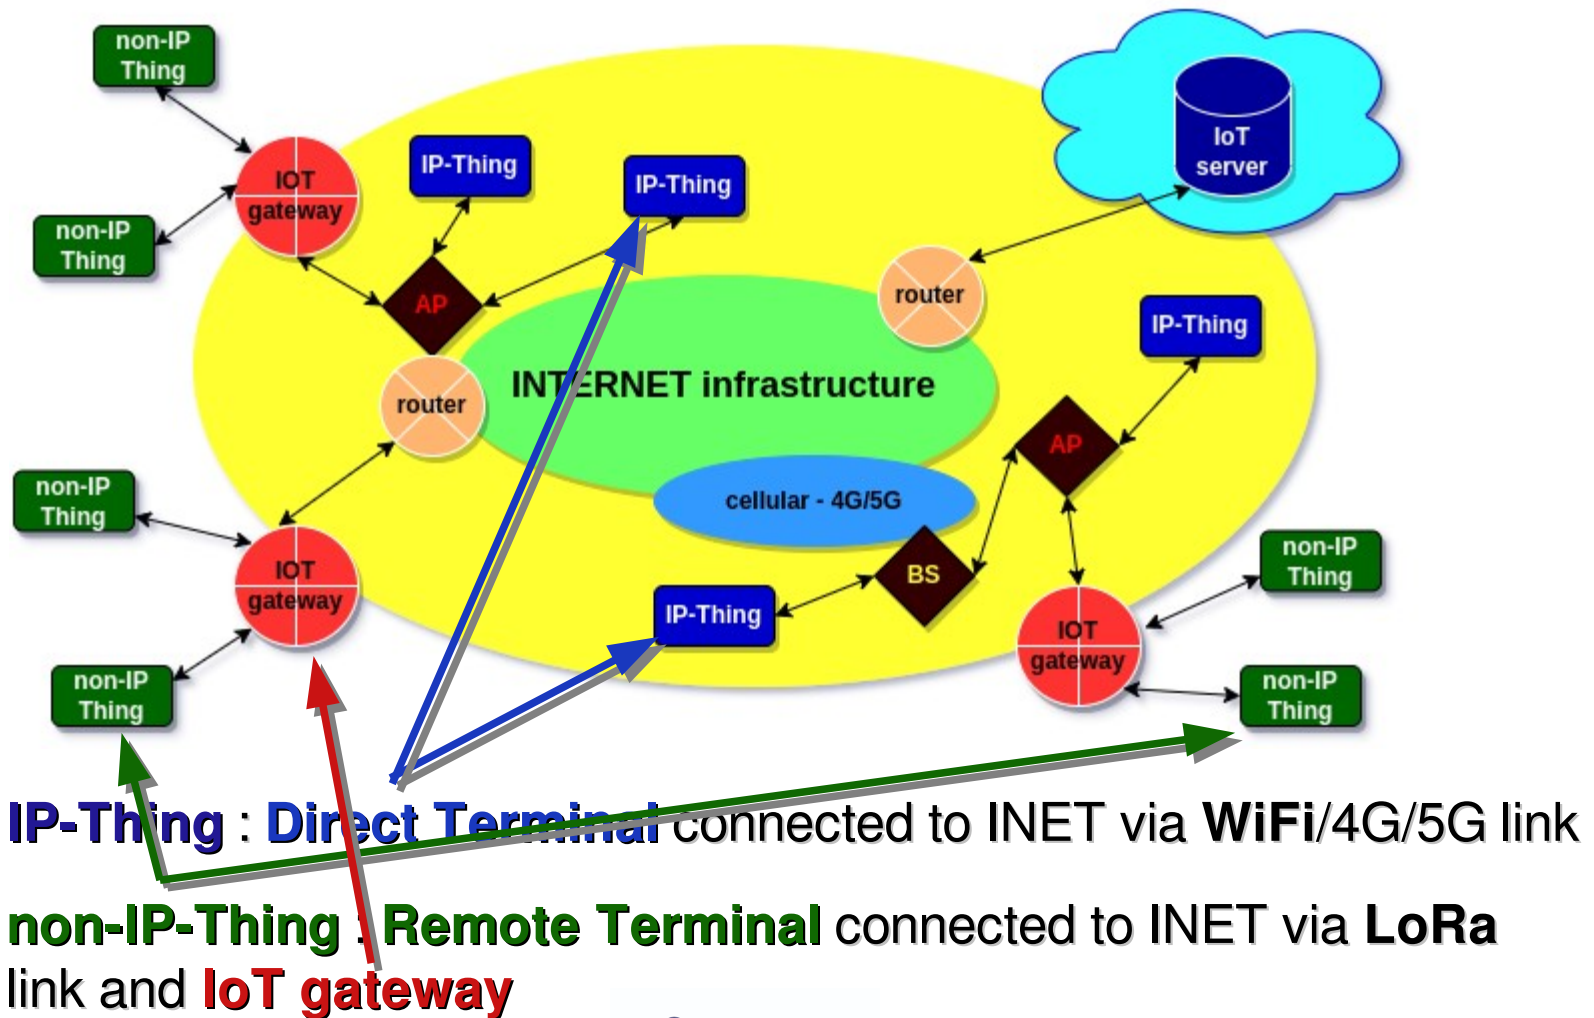 non-IP
Thing
IoT
server
IP-Thing
IP-Thing
IOT
gateway
non-IP
Thing
router
AP
IP-Thing
INTERNET infrastructure
router
AP
cellular - 4G/5G
non-IP
Thing
IOT
gateway
BS
non-IP
Thing
IP-Thing
IOT
gateway
non-IP
Thing
non-IP
Thing
IP-Thing : Direct Terminal connected to INET via WiFi/4G/5G link
non-IP-Thing : Remote Terminal connected to INET via LoRa
link and IoT gateway